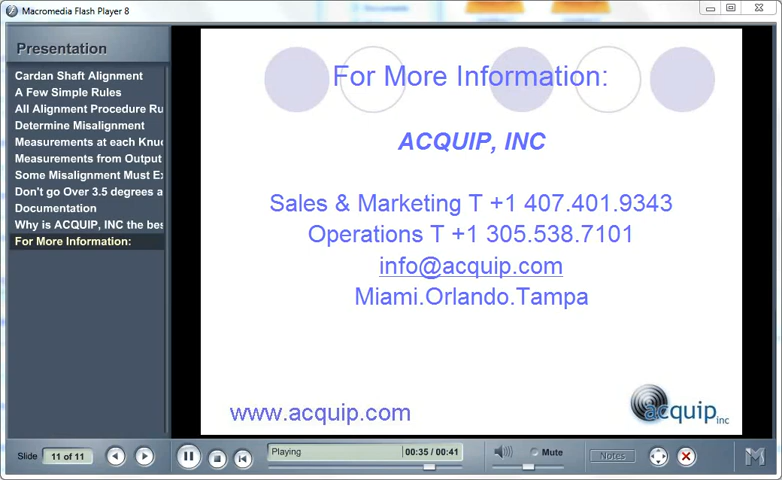 Macromedia Flash Player 8
Presentation
Cardan Shaft Alignment
A Few Simple Rules
All Alignment Procedure Ru
Determine Misalignment
Measurements at each Knuc
Measurements from Output
Some Misalignment Must Ex
Don't go Over 3.5 degrees a
Documentation
Why is ACQUIP, INC the bes
For More Information:
For More Information:
ACQUIP, INC
Sales & Marketing T +1 407.401.9343
Operations T +1 305.538.7101
info@acquip.com
Miami.Orlando.Tampa
www.acquip.com
acquip inc
Slide 11 of 11
Playing 00:35 / 00:41
Mute
Notes